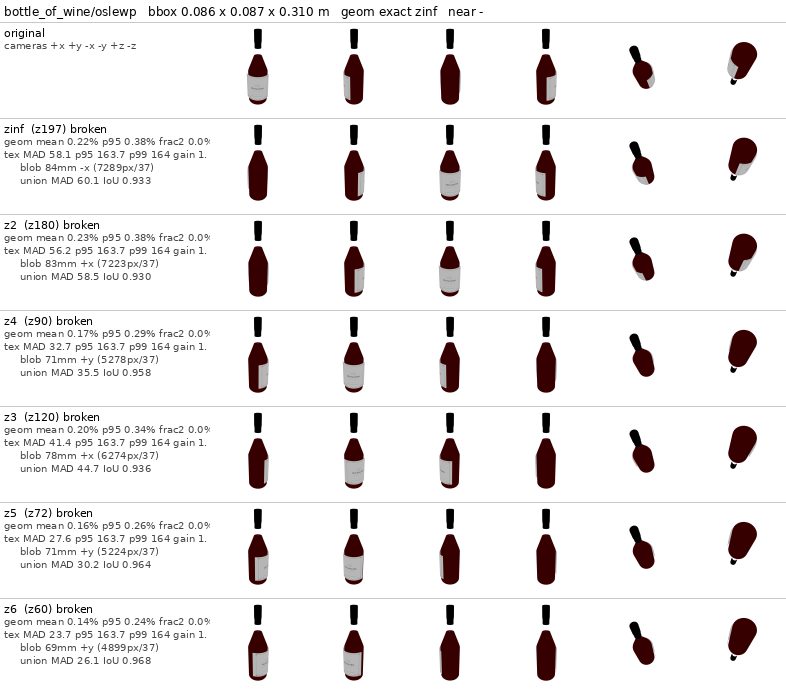 bottle_of_wine/oslewp bbox 0.086 x 0.087 x 0.310 m geom exact zinf near -
original
cameras +x +y -x -y +z -z
zinf (z197) broken
geom mean 0.22% p95 0.38% frac2 0.0%
tex MAD 58.1 p95 163.7 p99 164 gain 1.
blob 84mm -x (7289px/37)
union MAD 60.1 IoU 0.933
z2 (z180) broken
geom mean 0.23% p95 0.38% frac2 0.0%
tex MAD 56.2 p95 163.7 p99 164 gain 1.
blob 83mm +x (7223px/37)
union MAD 58.5 IoU 0.930
z4 (z90) broken
geom mean 0.17% p95 0.29% frac2 0.0%
tex MAD 32.7 p95 163.7 p99 164 gain 1.
blob 71mm +y (5278px/37)
union MAD 35.5 IoU 0.958
z3 (z120) broken
geom mean 0.20% p95 0.34% frac2 0.0%
tex MAD 41.4 p95 163.7 p99 164 gain 1.
blob 78mm +x (6274px/37)
union MAD 44.7 IoU 0.936
z5 (z72) broken
geom mean 0.16% p95 0.26% frac2 0.0%
tex MAD 27.6 p95 163.7 p99 164 gain 1.
blob 71mm +y (5224px/37)
union MAD 30.2 IoU 0.964
z6 (z60) broken
geom mean 0.14% p95 0.24% frac2 0.0%
tex MAD 23.7 p95 163.7 p99 164 gain 1.
blob 69mm +y (4899px/37)
union MAD 26.1 IoU 0.968